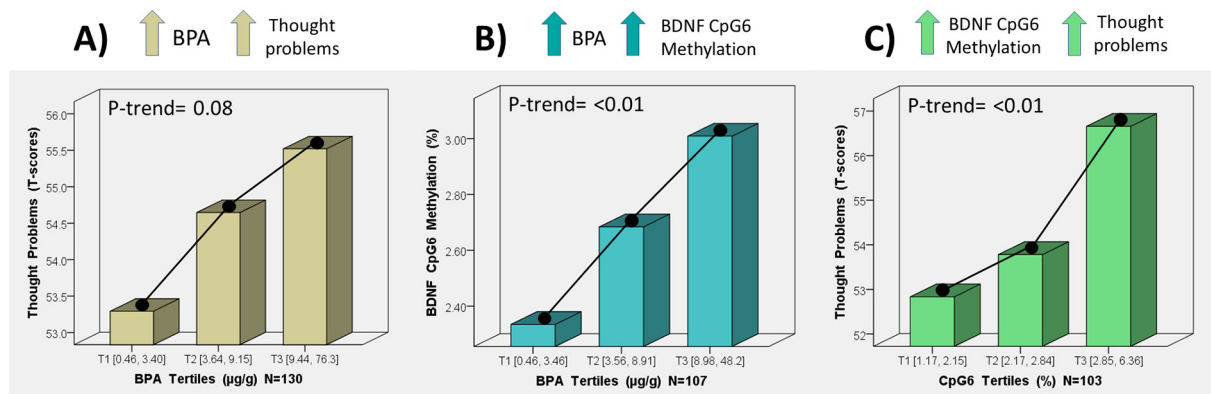 A)
BPA
Thought
problems
P-trend= 0.08
Thought Problems (T-scores)
56.0
55.5
55.0
54.5
54.0
53.5
53.0
T1 [0.46, 3.40]
T2 [3.64, 9.15]
T3 [9.44, 76.3]
BPA Tertiles (µg/g) N=130
B)
BPA
BDNF CpG6
Methylation
P-trend= <0.01
BDNF CpG6 Methylation (%)
3.00
2.80
2.60
2.40
T1 [0.46, 3.46]
T2 [3.56, 8.91]
T3 [8.98, 48.2]
BPA Tertiles (µg/g) N=107
C)
BDNF CpG6
Methylation
Thought
problems
P-trend= <0.01
Thought Problems (T-scores)
57
56
55
54
53
52
T1 [1.17, 2.15]
T2 [2.17, 2.84]
T3 [2.85, 6.36]
CpG6 Tertiles (%) N=103